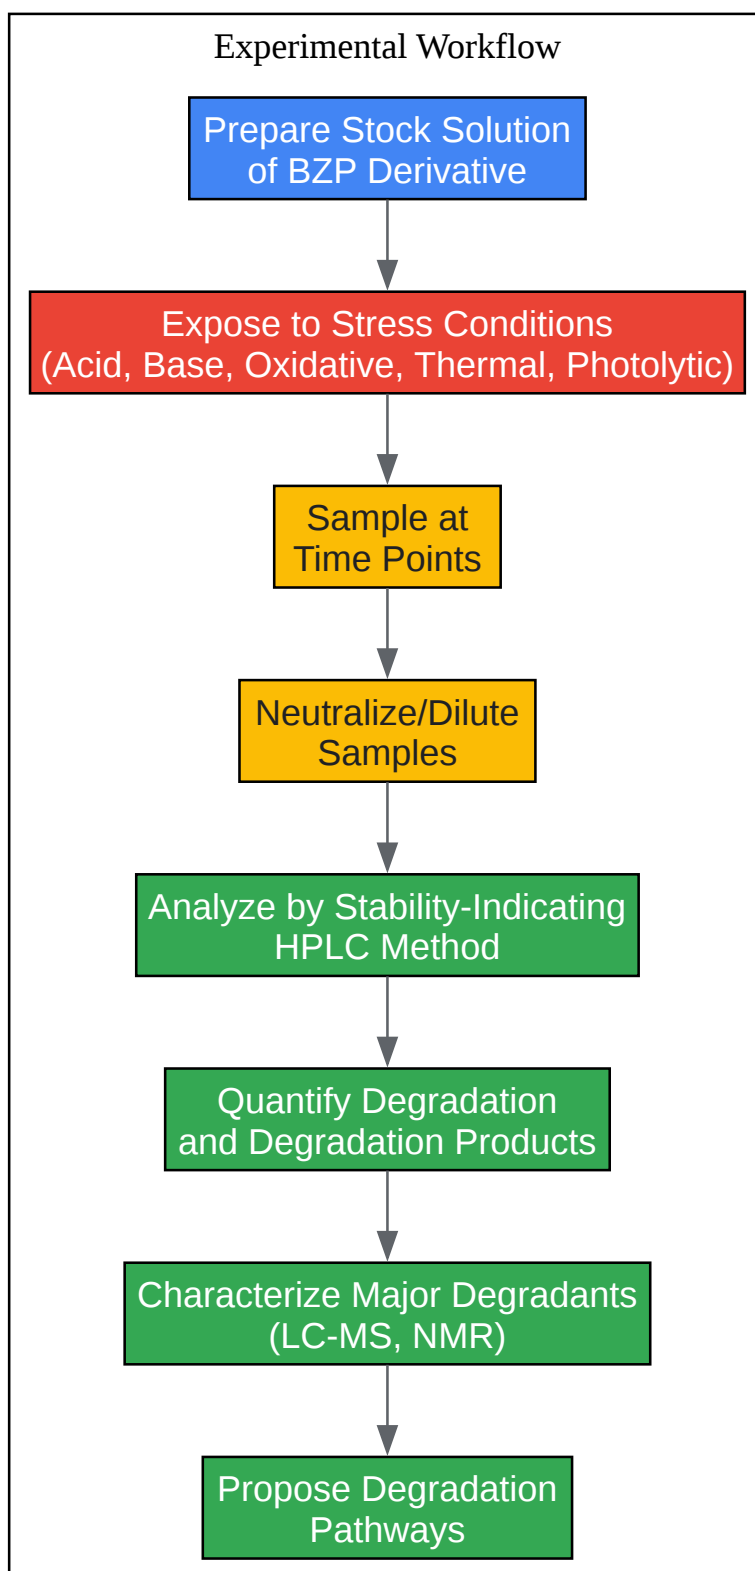 Experimental Workflow
Prepare Stock Solution
of BZP Derivative
Expose to Stress Conditions
(Acid, Base, Oxidative, Thermal, Photolytic)
Sample at
Time Points
Neutralize/Dilute
Samples
Analyze by Stability-Indicating
HPLC Method
Quantify Degradation
and Degradation Products
Characterize Major Degradants
(LC-MS, NMR)
Propose Degradation
Pathways